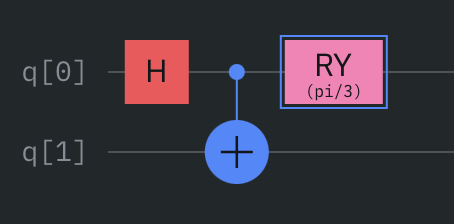 q[0]
H
RY
(pi/3)
q[1]
+